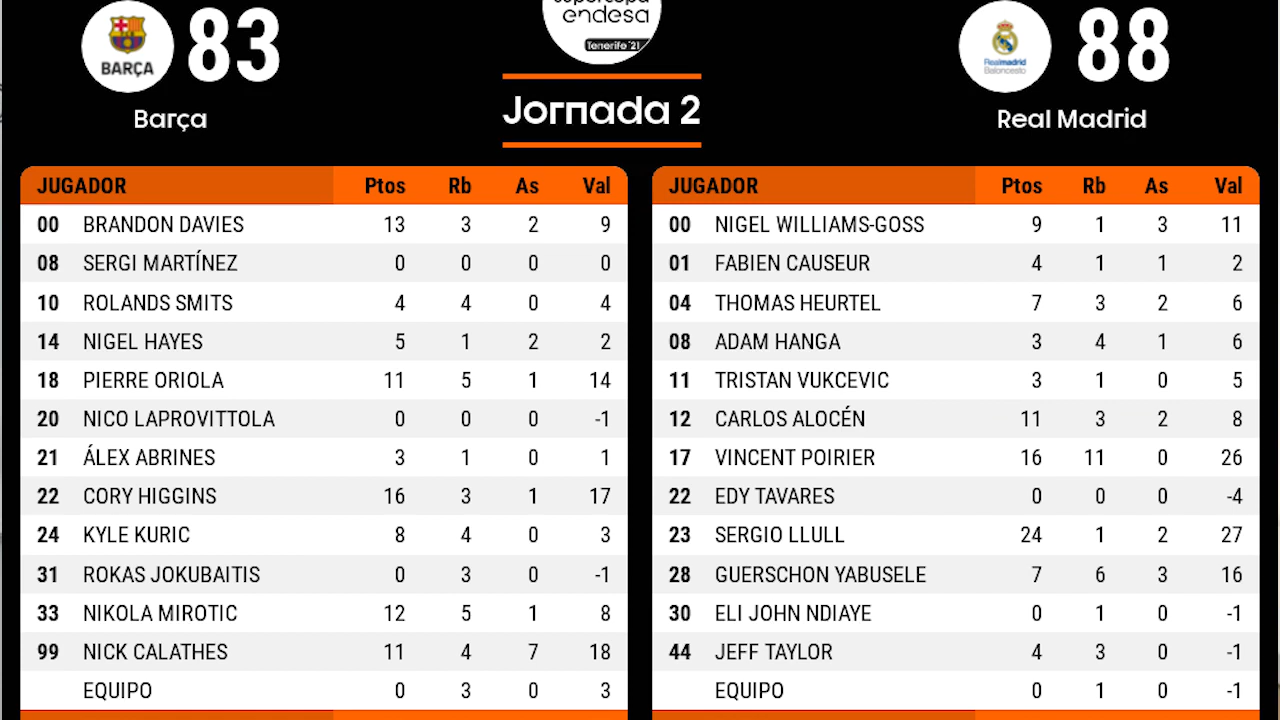 supercopa
endesa
Tenerife '21
BARÇA
83
Realmadrid
Baloncesto
88
Barça
Jornada 2
Real Madrid
JUGADOR Ptos Rb As Val
00 BRANDON DAVIES 13 3 2 9
08 SERGI MARTÍNEZ 0 0 0 0
10 ROLANDS SMITS 4 4 0 4
14 NIGEL HAYES 5 1 2 2
18 PIERRE ORIOLA 11 5 1 14
20 NICO LAPROVITTOLA 0 0 0 -1
21 ÁLEX ABRINES 3 1 0 1
22 CORY HIGGINS 16 3 1 17
24 KYLE KURIC 8 4 0 3
31 ROKAS JOKUBAITIS 0 3 0 -1
33 NIKOLA MIROTIC 12 5 1 8
99 NICK CALATHES 11 4 7 18
EQUIPO 0 3 0 3
JUGADOR Ptos Rb As Val
00 NIGEL WILLIAMS-GOSS 9 1 3 11
01 FABIEN CAUSEUR 4 1 1 2
04 THOMAS HEURTEL 7 3 2 6
08 ADAM HANGA 3 4 1 6
11 TRISTAN VUKCEVIC 3 1 0 5
12 CARLOS ALOCÉN 11 3 2 8
17 VINCENT POIRIER 16 11 0 26
22 EDY TAVARES 0 0 0 -4
23 SERGIO LLULL 24 1 2 27
28 GUERSCHON YABUSELE 7 6 3 16
30 ELI JOHN NDIAYE 0 1 0 -1
44 JEFF TAYLOR 4 3 0 -1
EQUIPO 0 1 0 -1